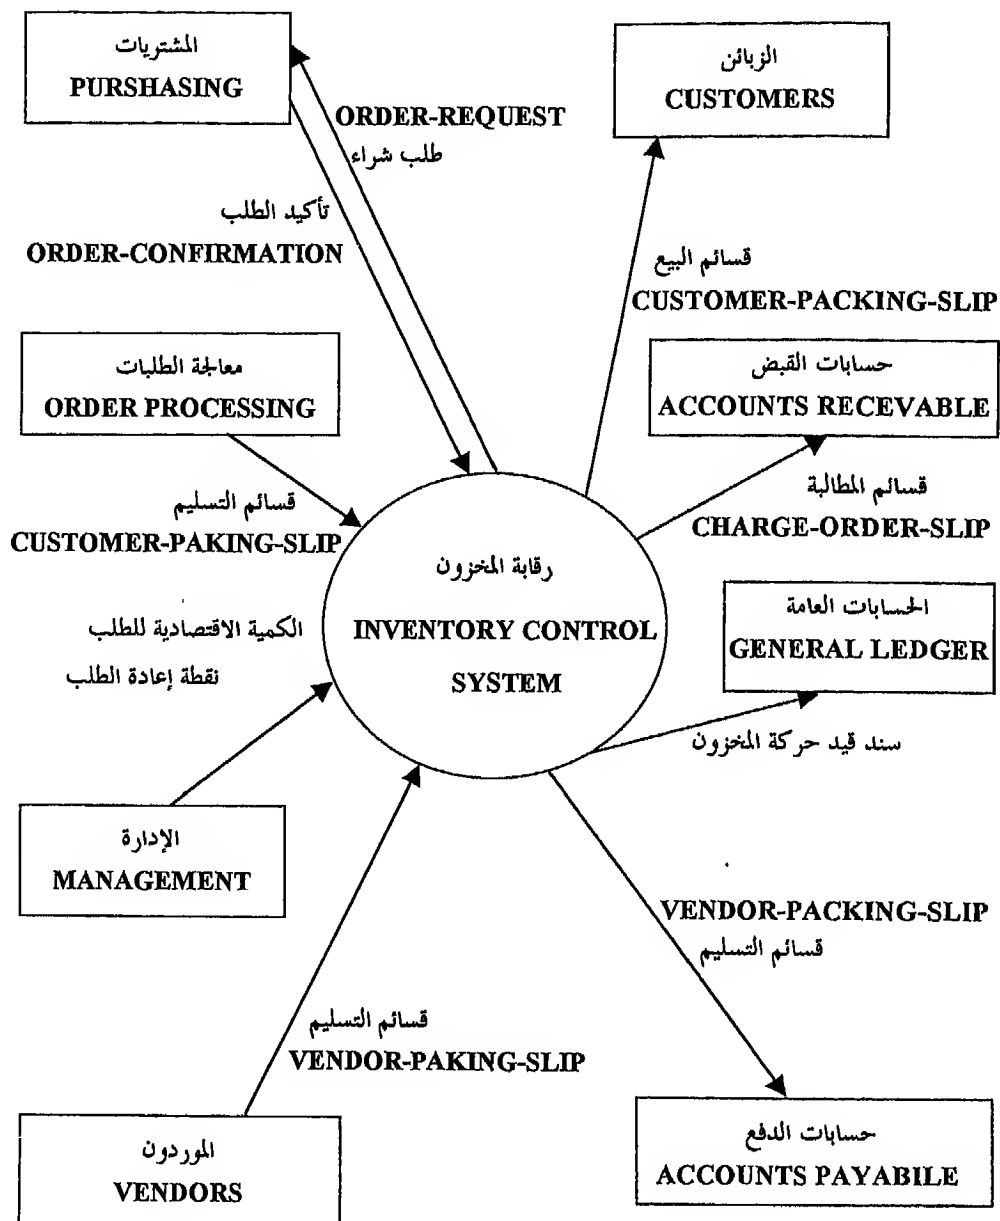 المشتريات
PURSHASING
الزبائن
CUSTOMERS
ORDER-REQUEST
طلب شراء
تأكيد الطلب
ORDER-CONFIRMATION
قسائم البيع
CUSTOMER-PACKING-SLIP
معالجة الطلبات
ORDER PROCESSING
حسابات القبض
ACCOUNTS RECEVABLE
قسائم التسليم
CUSTOMER-PAKING-SLIP
قسائم المطالبة
CHARGE-ORDER-SLIP
رقابة المخزون
INVENTORY CONTROL
SYSTEM
الكمية الاقتصادية للطلب
نقطة إعادة الطلب
الحسابات العامة
GENERAL LEDGER
سند قيد حركة المخزون
الإدارة
MANAGEMENT
VENDOR-PACKING-SLIP
قسائم التسليم
قسائم التسليم
VENDOR-PAKING-SLIP
الموردون
VENDORS
حسابات الدفع
ACCOUNTS PAYABILE